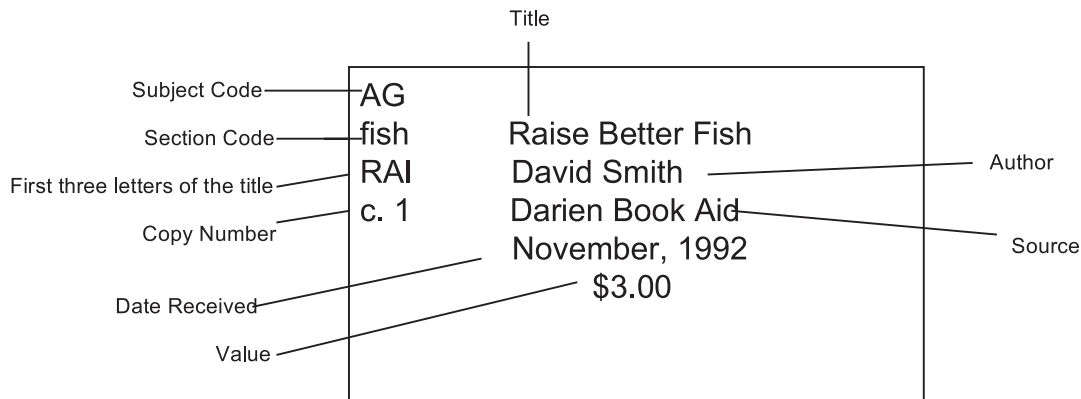 Title
Subject Code AG
Section Code fish Raise Better Fish
First three letters of the title RAI David Smith Author
Copy Number c. 1 Darien Book Aid Source
November, 1992
Date Received $3.00
Value